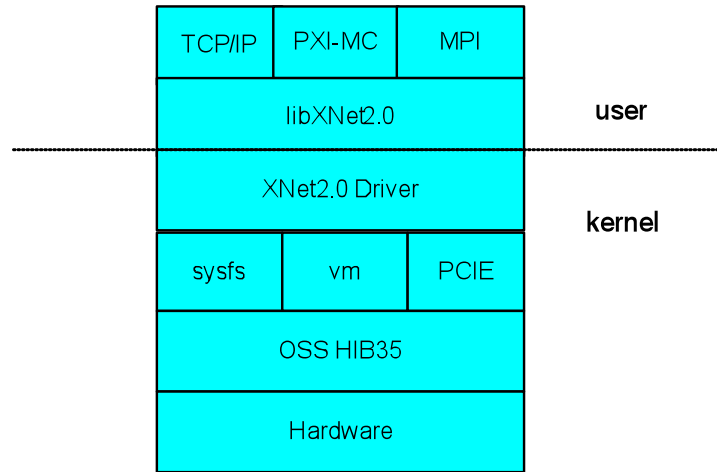 TCP/IP PXI-MC MPI
libXNet2.0
user
XNet2.0 Driver
kernel
sysfs vm PCIE
OSS HIB35
Hardware